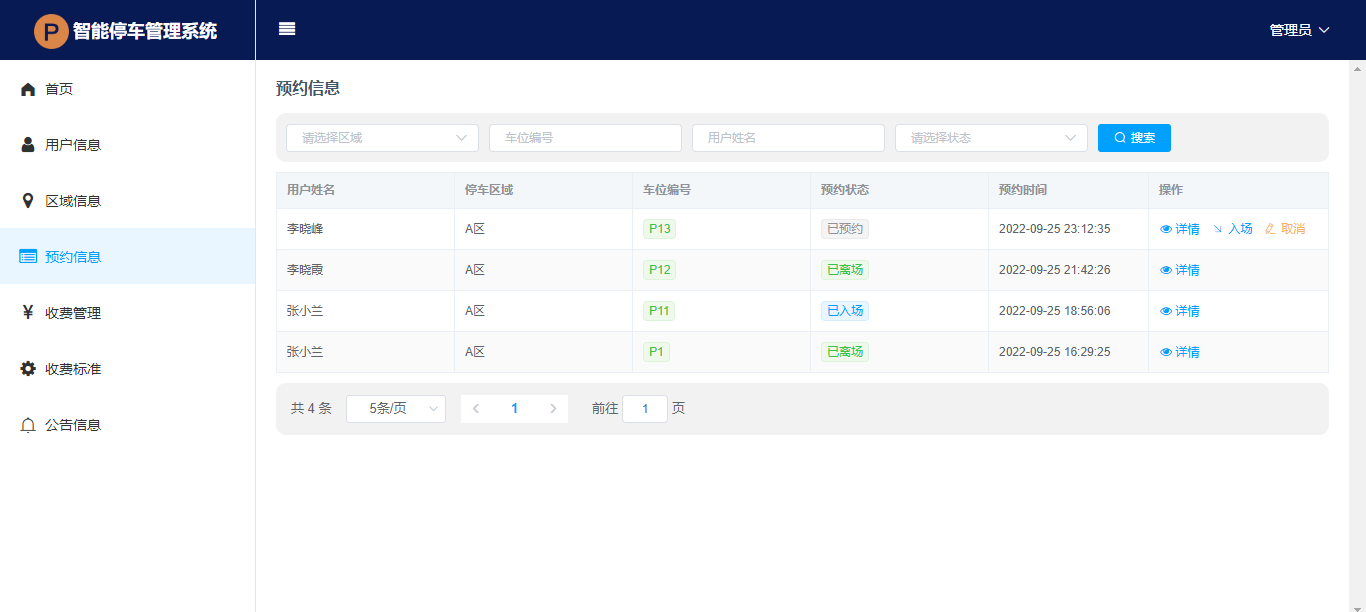 P 智能停车管理系统
管理员
首页
用户信息
区域信息
预约信息
收费管理
收费标准
公告信息
预约信息
请选择区域 车位编号 用户姓名 请选择状态 搜索
用户姓名 停车区域 车位编号 预约状态 预约时间 操作
李晓峰 A区 P13 已预约 2022-09-25 23:12:35 详情 入场 取消
李晓霞 A区 P12 已离场 2022-09-25 21:42:26 详情
张小兰 A区 P11 已入场 2022-09-25 18:56:06 详情
张小兰 A区 P1 已离场 2022-09-25 16:29:25 详情
共 4 条 5条/页 1 前往 1 页